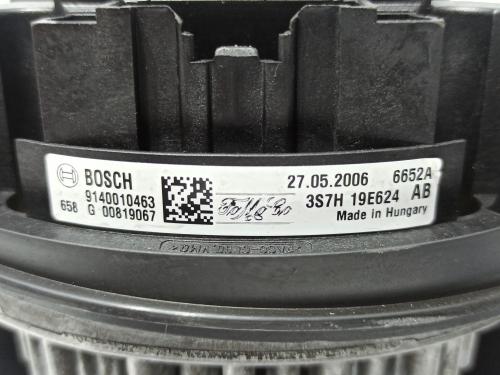 BOSCH
9140010463
658 G 00819067
27.05.2006 6652A
3S7H 19E624 AB
Made in Hungary